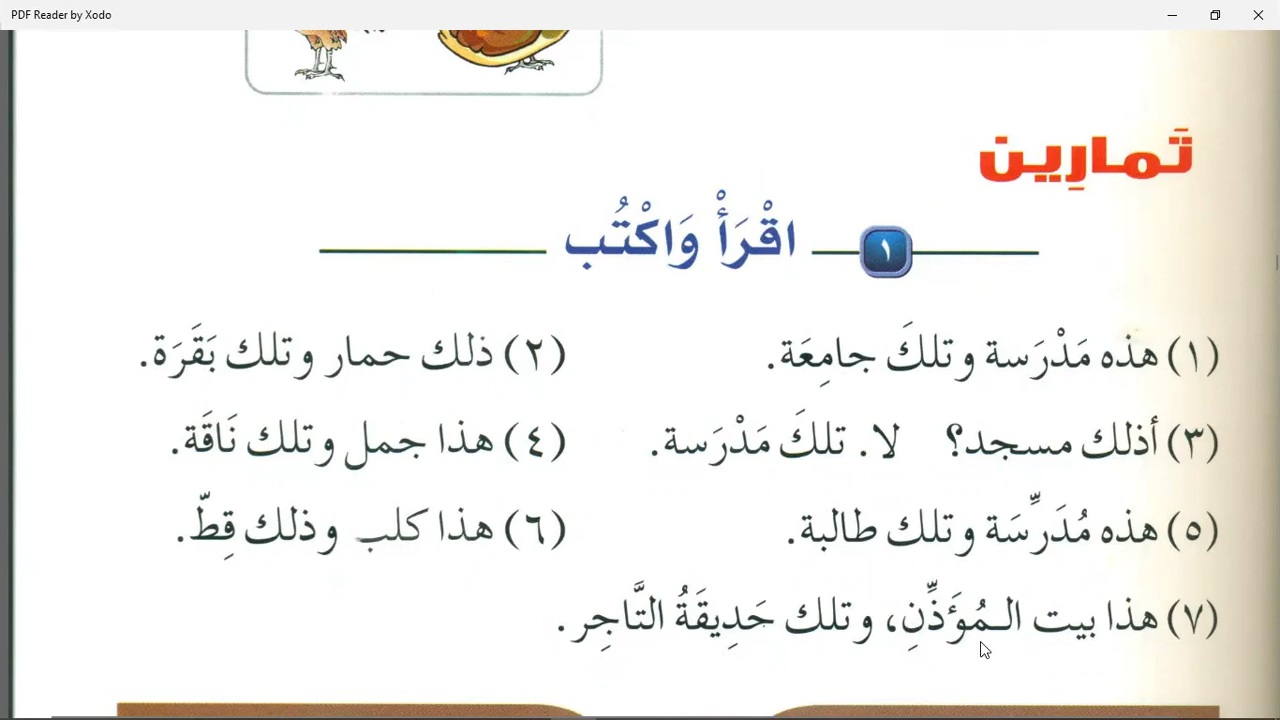 PDF Reader by Xodo
تَمارِين
١ اقْرَأْ وَاكْتُب
(١) هذه مَدْرَسة وتلكَ جامِعَة. (٢) ذلك حمار وتلك بَقَرَة.
(٣) أذلك مسجد؟ لا. تلكَ مَدْرَسة. (٤) هذا جمل وتلك نَاقَة.
(٥) هذه مُدَرِّسَة وتلك طالبة. (٦) هذا كلب وذلك قِطّ.
(٧) هذا بيت الـمُؤَذِّنِ، وتلك حَدِيقَةُ التَّاجِر.